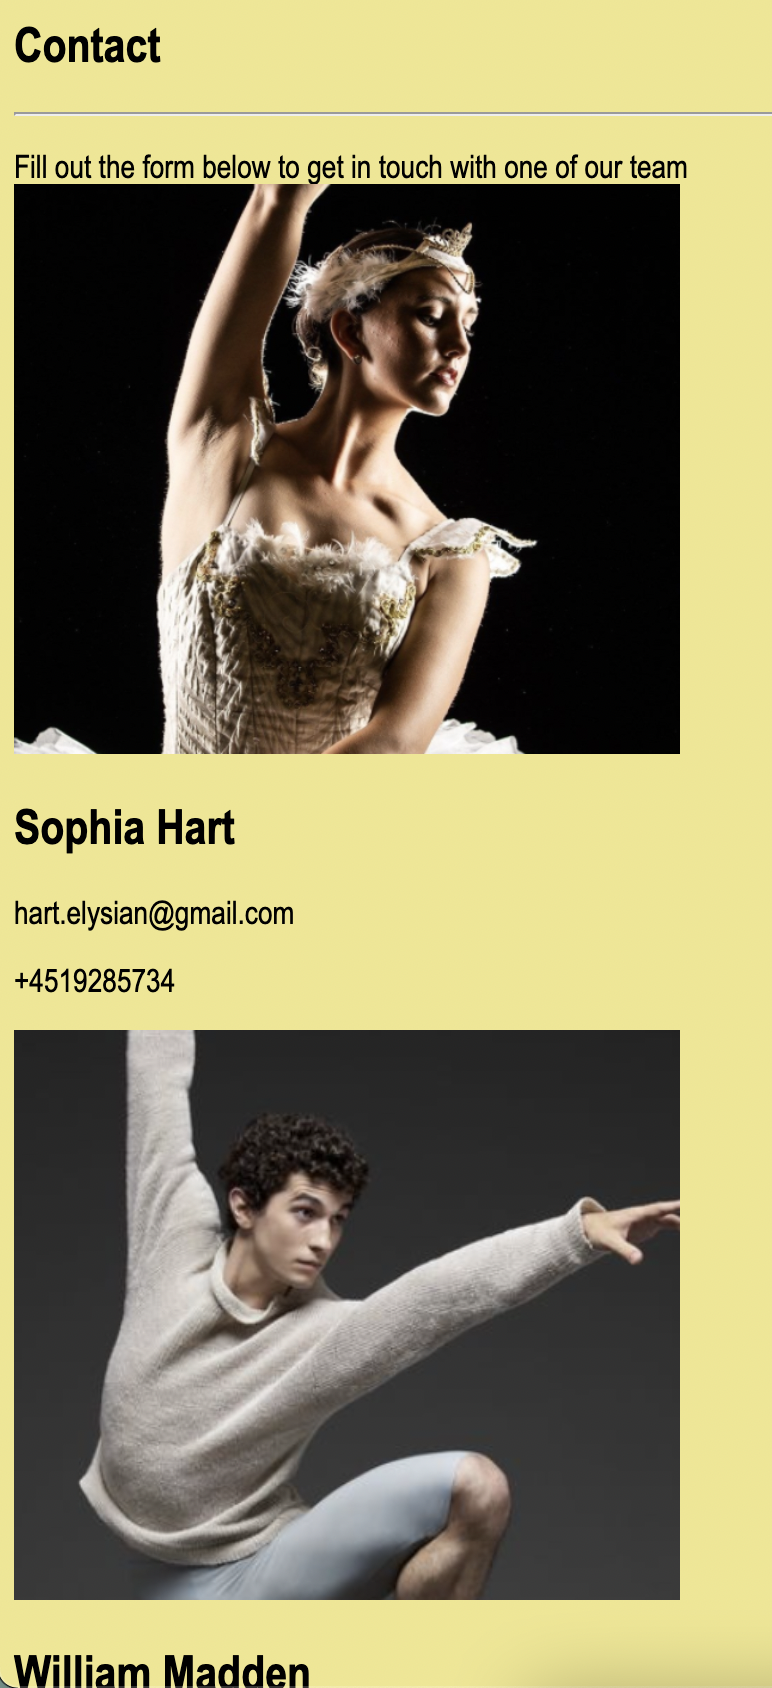 Contact
Fill out the form below to get in touch with one of our team
Sophia Hart
hart.elysian@gmail.com
+4519285734
William Madden